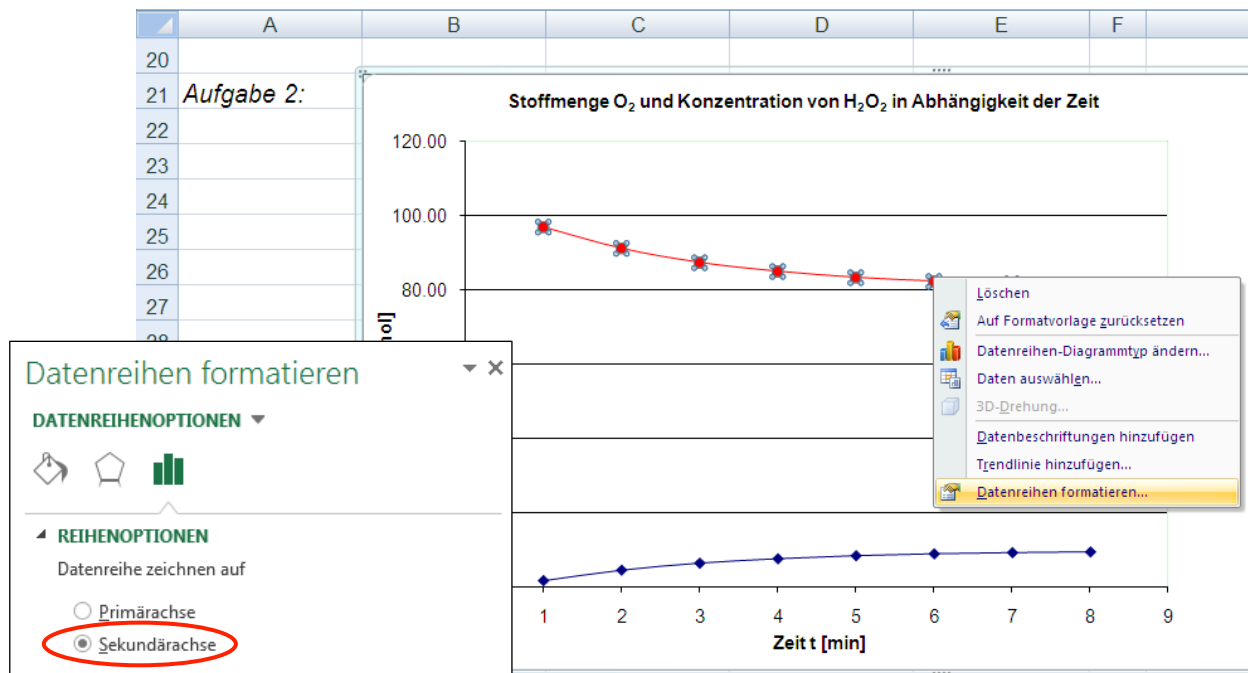 A B C D E F
20
21 Aufgabe 2:
22
23
24
25
26
27
28
Stoffmenge O₂ und Konzentration von H₂O₂ in Abhängigkeit der Zeit
120.00
100.00
80.00
mol]
1 2 3 4 5 6 7 8 9
Zeit t [min]
Löschen
Auf Formatvorlage zurücksetzen
Datenreihen-Diagrammtyp ändern...
Daten auswählen...
3D-Drehung...
Datenbeschriftungen hinzufügen
Trendlinie hinzufügen...
Datenreihen formatieren...
Datenreihen formatieren
DATENREIHENOPTIONEN
REIHENOPTIONEN
Datenreihe zeichnen auf
Primärachse
Sekundärachse